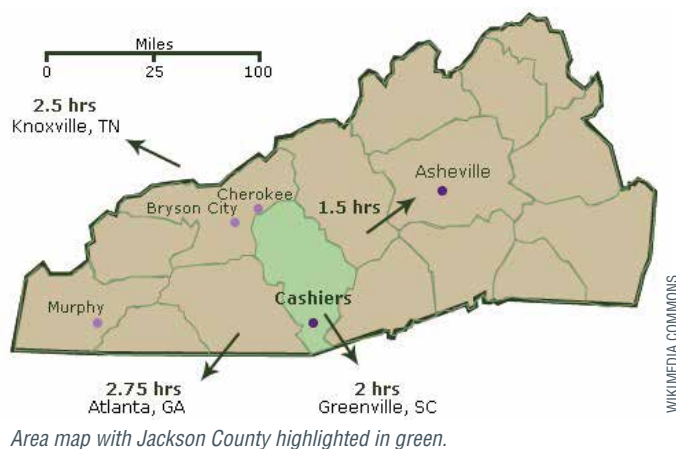 Miles
0 25 100
2.5 hrs
Knoxville, TN
Asheville
Cherokee
Bryson City
1.5 hrs
Cashiers
Murphy
2.75 hrs
Atlanta, GA
2 hrs
Greenville, SC
WIKIMEDIA COMMONS
Area map with Jackson County highlighted in green.